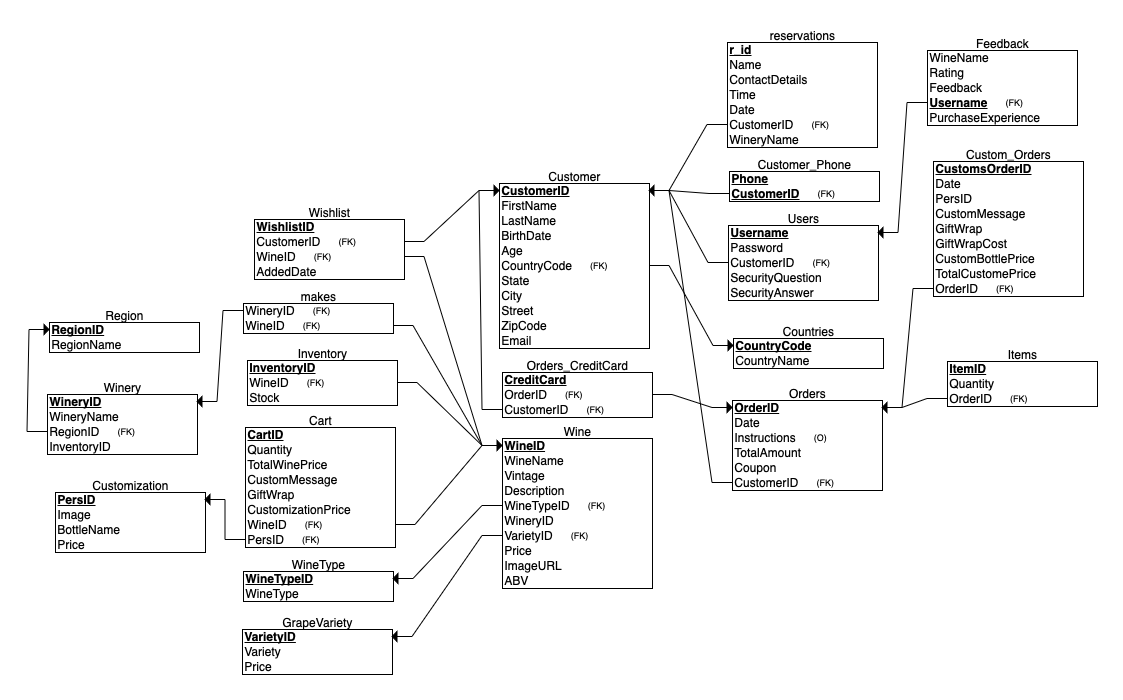 reservations
r_id
Name
ContactDetails
Time
Date
CustomerID (FK)
WineryName
Feedback
WineName
Rating
Feedback
Username (FK)
PurchaseExperience
Customer_Phone
Phone
CustomerID (FK)
Custom_Orders
CustomsOrderID
Date
PersID
CustomMessage
GiftWrap
GiftWrapCost
CustomBottlePrice
TotalCustomePrice
OrderID (FK)
Customer
CustomerID
FirstName
LastName
BirthDate
Age
CountryCode (FK)
State
City
Street
ZipCode
Email
Users
Username
Password
CustomerID (FK)
SecurityQuestion
SecurityAnswer
Wishlist
WishlistID
CustomerID (FK)
WineID (FK)
AddedDate
makes
WineryID (FK)
WineID (FK)
Region
RegionID
RegionName
Countries
CountryCode
CountryName
Inventory
InventoryID
WineID (FK)
Stock
Orders_CreditCard
CreditCard
OrderID (FK)
CustomerID (FK)
Items
ItemID
Quantity
OrderID (FK)
Winery
WineryID
WineryName
RegionID (FK)
InventoryID
Orders
OrderID
Date
Instructions (O)
TotalAmount
Coupon
CustomerID (FK)
Cart
CartID
Quantity
TotalWinePrice
CustomMessage
GiftWrap
CustomizationPrice
WineID (FK)
PersID (FK)
Wine
WineID
WineName
Vintage
Description
WineTypeID (FK)
WineryID
VarietyID (FK)
Price
ImageURL
ABV
Customization
PersID
Image
BottleName
Price
WineType
WineTypeID
WineType
GrapeVariety
VarietyID
Variety
Price